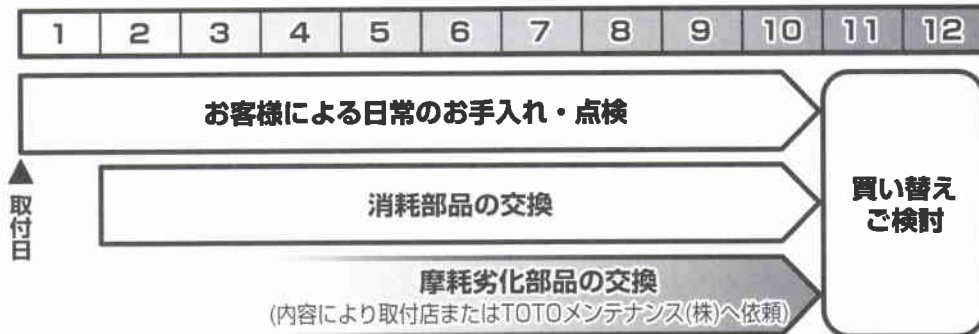 1 2 3 4 5 6 7 8 9 10 11 12
お客様による日常のお手入れ・点検
取付日
消耗部品の交換
買い替え
ご検討
摩耗劣化部品の交換
(内容により取付店またはTOTOメンテナンス(株)へ依頼)